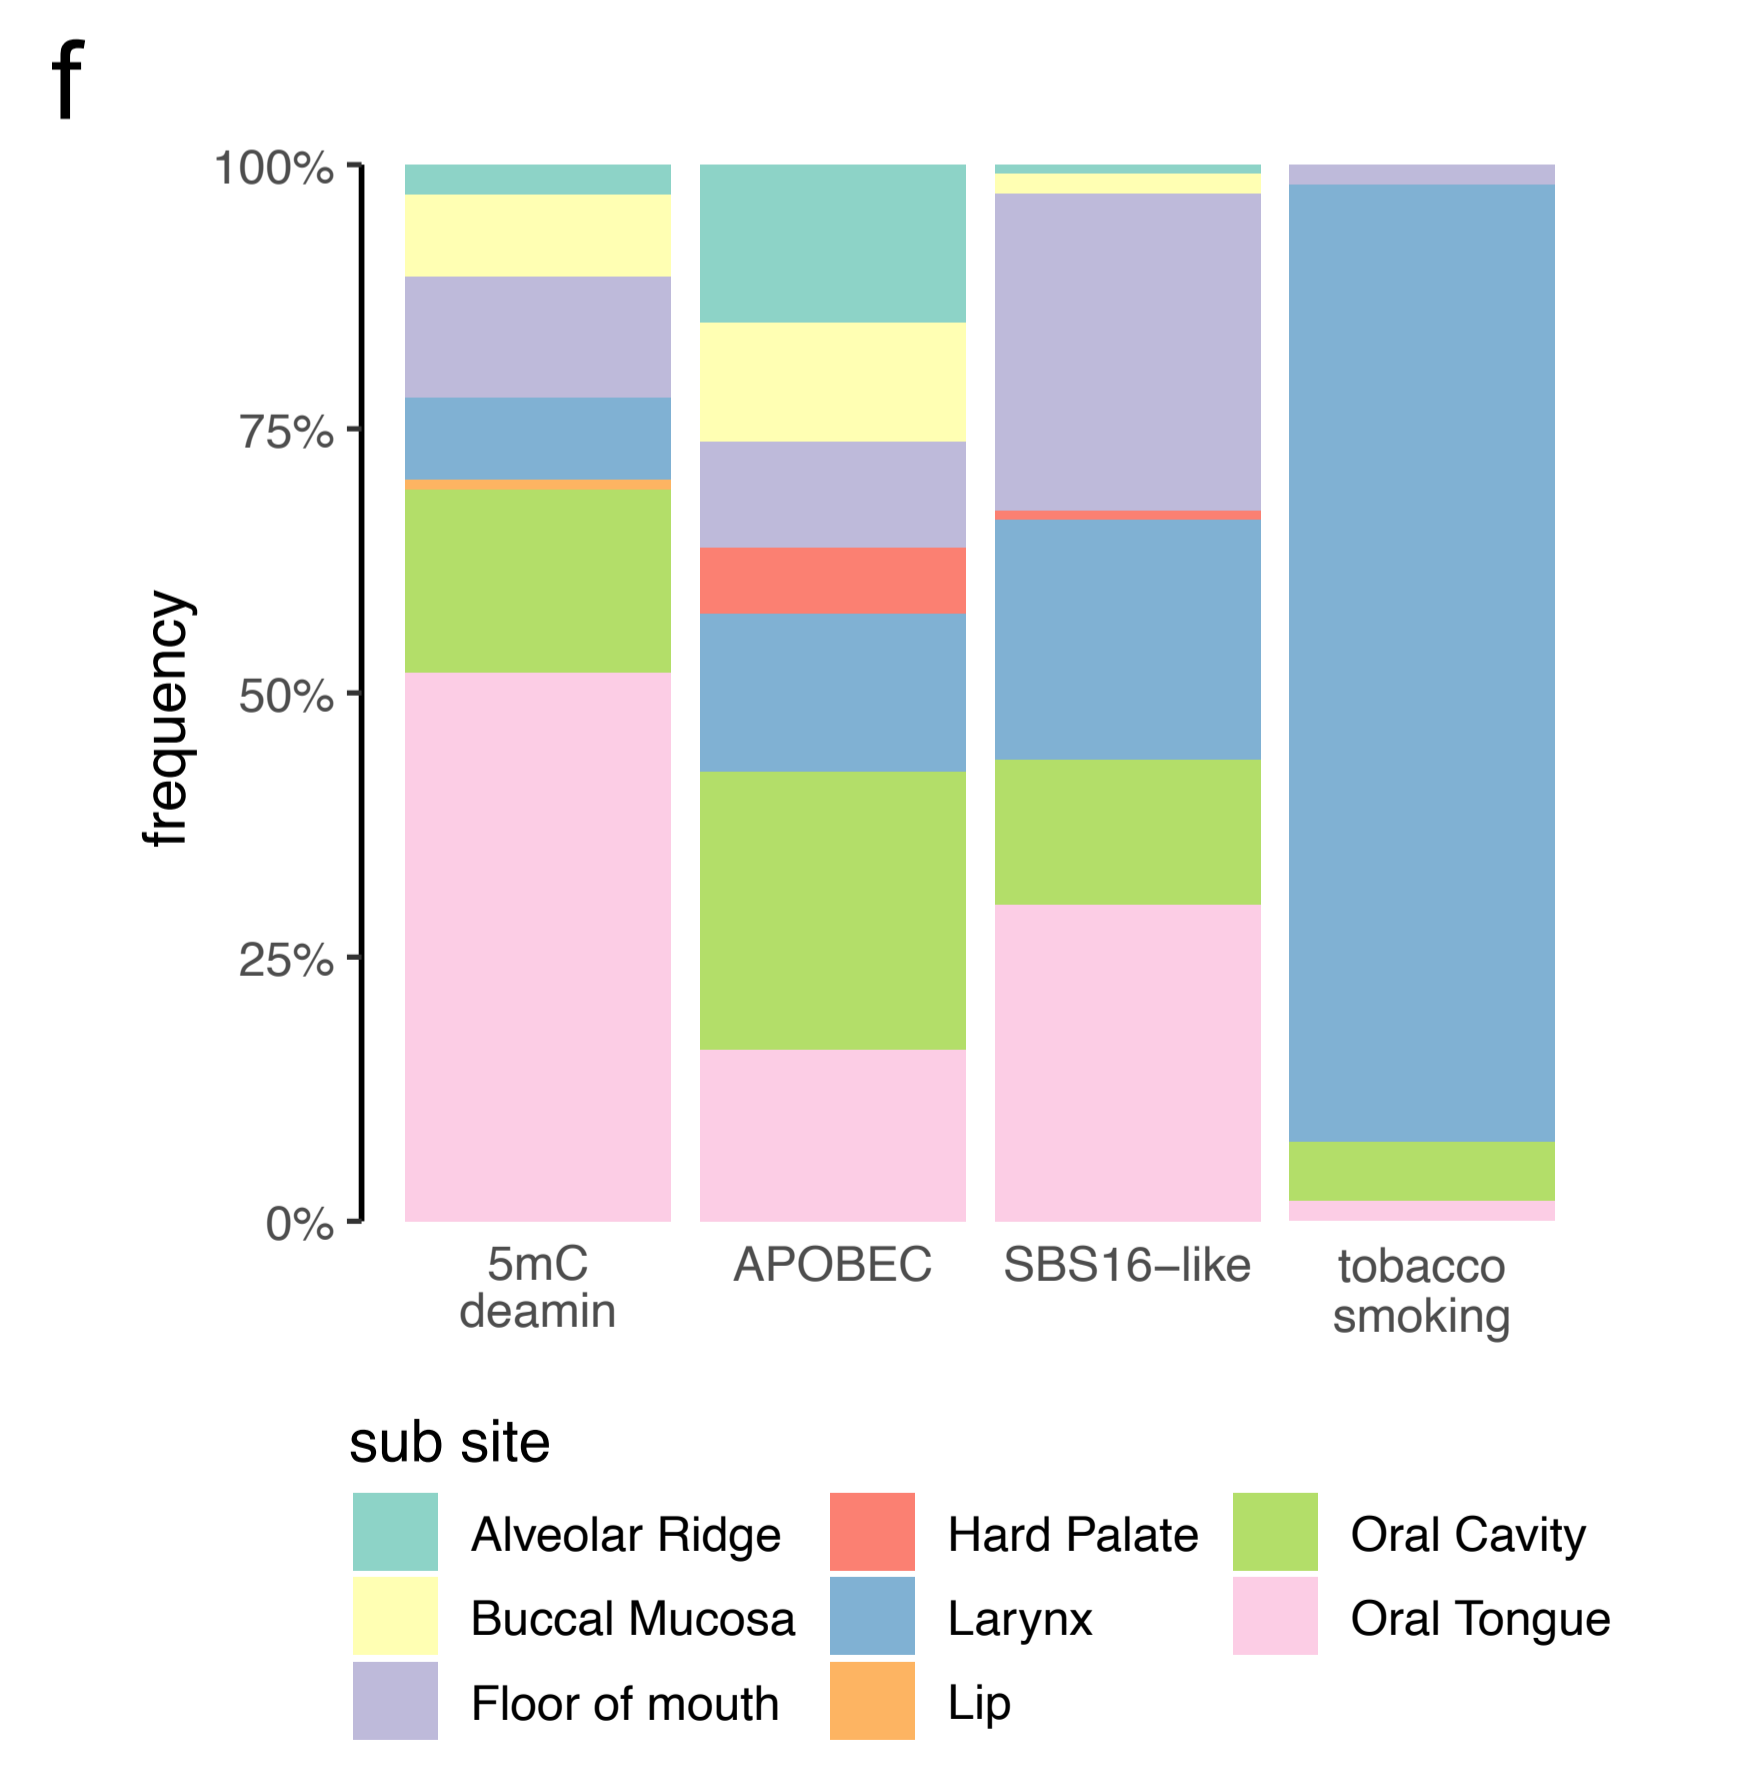 f
100%
75%
50%
25%
0%
frequency
5mC
deamin
APOBEC
SBS16–like
tobacco
smoking
sub site
Alveolar Ridge
Buccal Mucosa
Floor of mouth
Hard Palate
Larynx
Lip
Oral Cavity
Oral Tongue